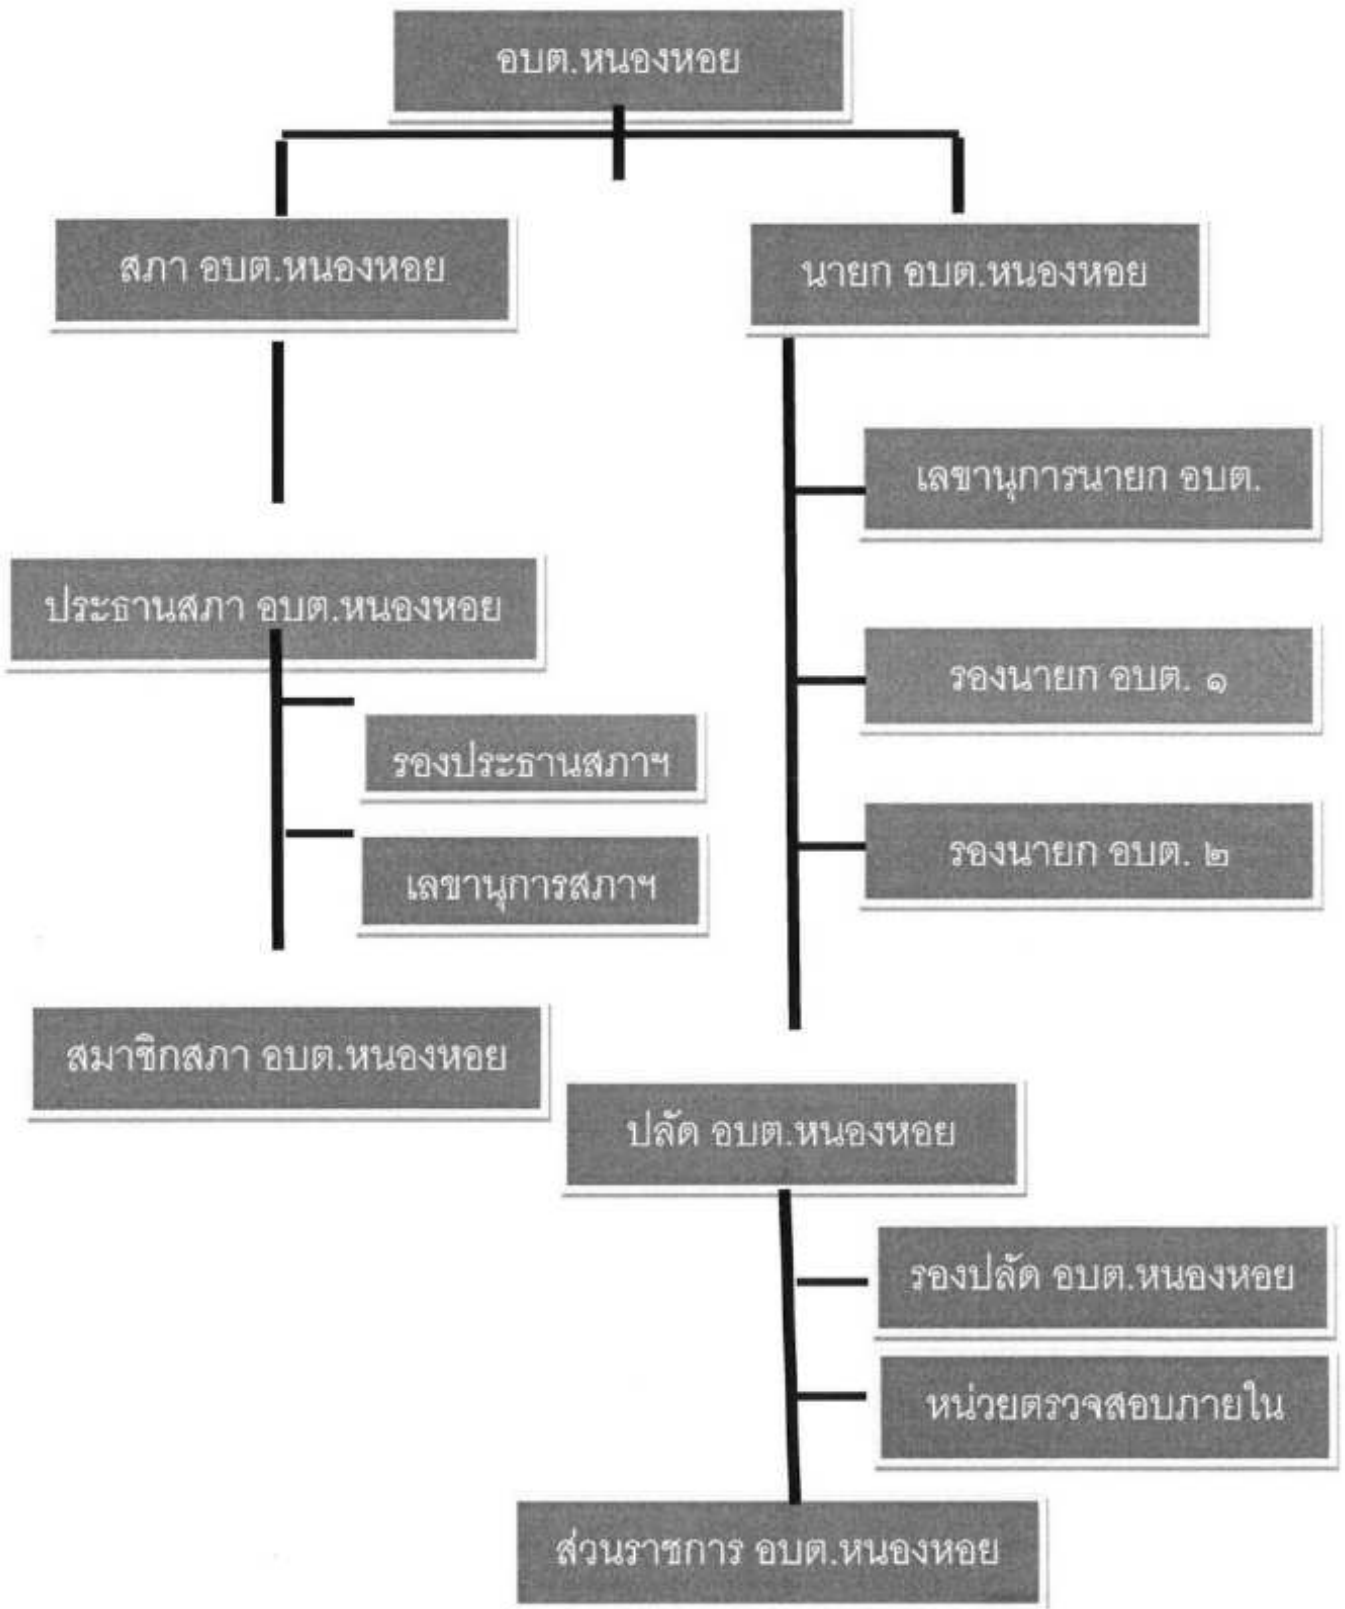 อบต.หนองหอย
สภา อบต.หนองหอย
นายก อบต.หนองหอย
เลขานุการนายก อบต.
ประธานสภา อบต.หนองหอย
รองนายก อบต. ๑
รองประธานสภาฯ
รองนายก อบต. ๒
เลขานุการสภาฯ
สมาชิกสภา อบต.หนองหอย
ปลัด อบต.หนองหอย
รองปลัด อบต.หนองหอย
หน่วยตรวจสอบภายใน
ส่วนราชการ อบต.หนองหอย